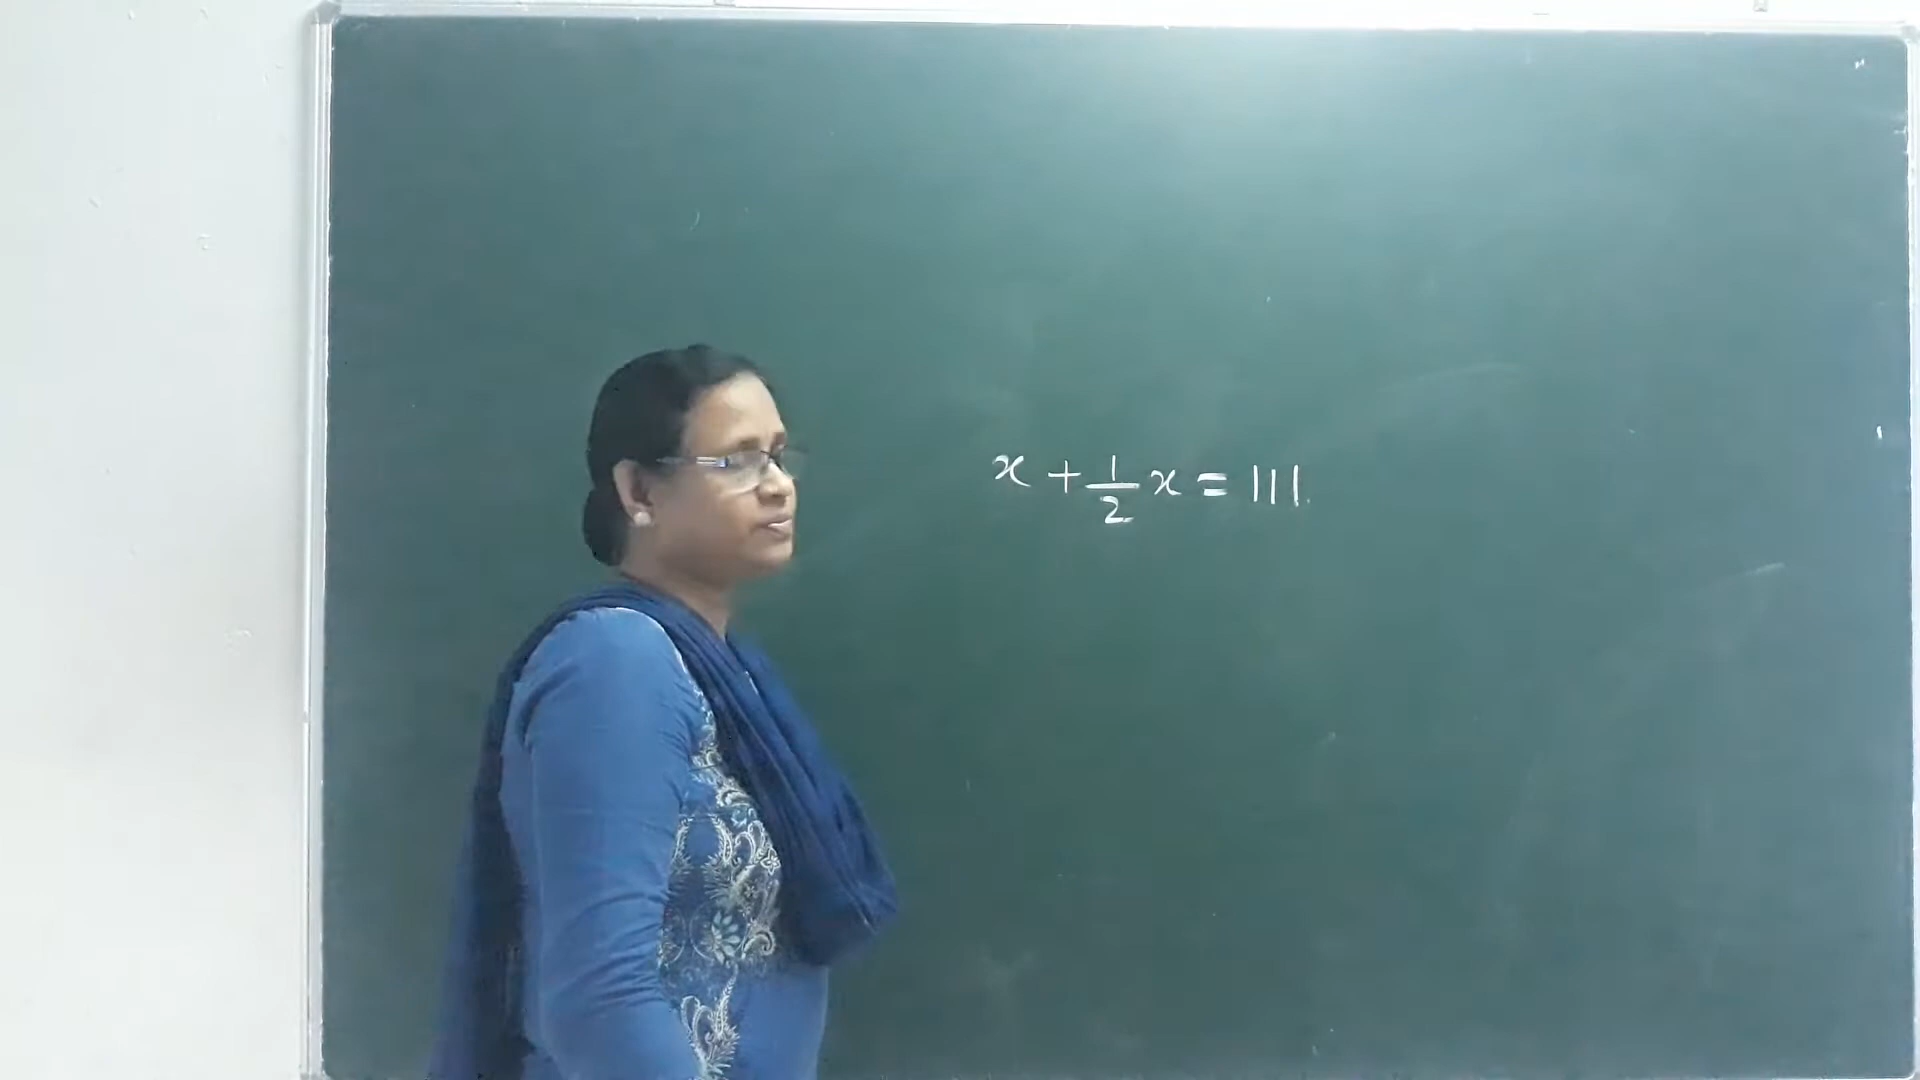 x + 1/2 x = 111.